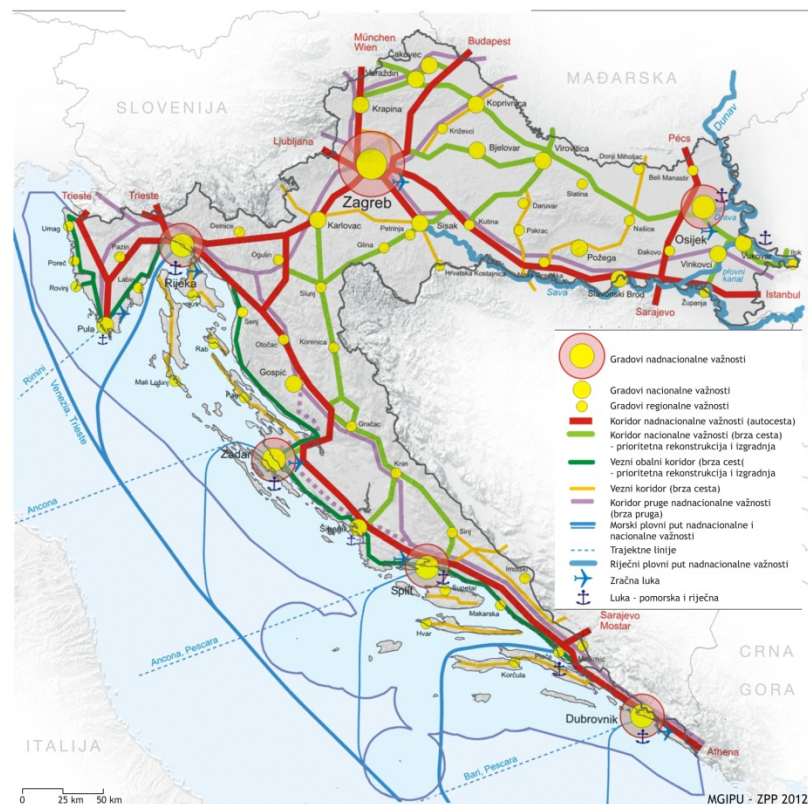 München
Wien
Budapest
MAĐARSKA
SLOVENIJA
Čakovec
Varaždin
Krapina
Koprivnica
Dunav
Ljubljana
Križevci
Bjelovar
Virovitica
Pécs
Donji Miholjac
Beli Manastir
Zagreb
Slatina
Trieste
Trieste
Daruvar
Našice
Drava
Osijek
Umag
Delnice
Karlovac
Petrinja
Sisak
Kutina
Pakrac
Požega
Đakovo
Vukovar
Ilok
Poreč
Pazin
Labin
Rijeka
Ogulin
Glina
Hrvatska Kostajnica
Nova Gradiška
Vinkovci
plovni
kanal
Rovinj
Krk
Slunj
Sava
Slavonski Brod
Županja
Istanbul
Sarajevo
Pula
Senj
Otočac
Korenica
Rab
Rimini
Venezia, Trieste
Mali Lošinj
Gospić
Pag
Gračac
Zadar
Knin
Ancona
Šibenik
Sinj
Split
Imotski
Supetar
Ancona, Pescara
Makarska
Hvar
Sarajevo
Mostar
Ploče
Metković
Korčula
CRNA
GORA
Dubrovnik
Bari, Pescara
Athena
ITALIJA
Gradovi nadnacionalne važnosti
Gradovi nacionalne važnosti
Gradovi regionalne važnosti
Koridor nadnacionalne važnosti (autocesta)
Koridor nacionalne važnosti (brza cesta)
- prioritetna rekonstrukcija i izgradnja
Vezni obalni koridor (brza cest(
- prioritetna rekonstrukcija i izgradnja
Vezni koridor (brza cesta)
Koridor pruge nadnacionalne važnosti
(brza pruga)
Morski plovni put nadnacionalne i
nacionalne važnosti
Trajektne linije
Riječni plovni put nadnacionalne važnosti
Zračna luka
Luka - pomorska i riječna
0 25 km 50 km
MGIPU - ZPP 2012